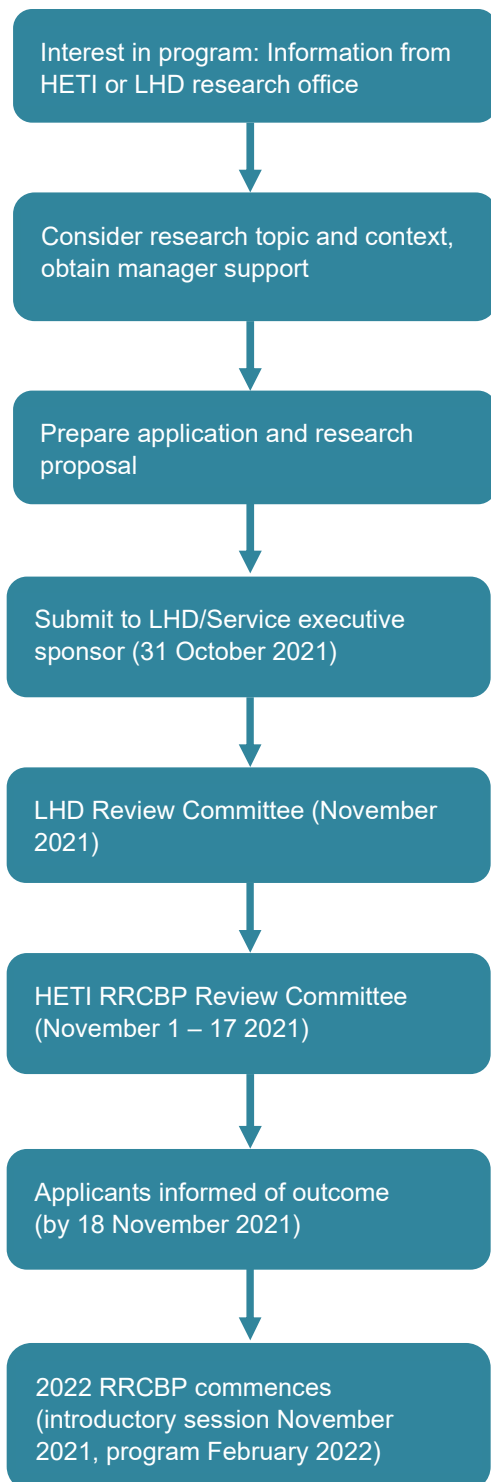 Interest in program: Information from
HETI or LHD research office
Consider research topic and context,
obtain manager support
Prepare application and research
proposal
Submit to LHD/Service executive
sponsor (31 October 2021)
LHD Review Committee (November
2021)
HETI RRCBP Review Committee
(November 1 – 17 2021)
Applicants informed of outcome
(by 18 November 2021)
2022 RRCBP commences
(introductory session November
2021, program February 2022)